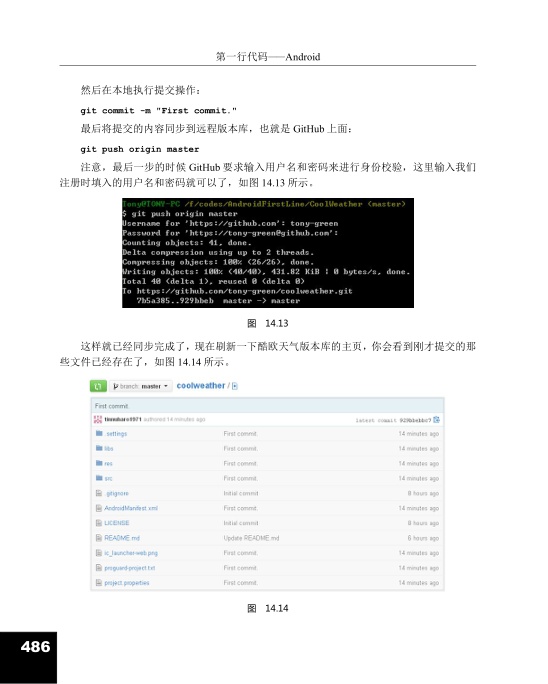 第一行代码——Android
然后在本地执行提交操作：
git commit -m "First commit."
最后将提交的内容同步到远程版本库，也就是 GitHub 上面：
git push origin master
注意，最后一步的时候 GitHub 要求输入用户名和密码来进行身份校验，这里输入我们
注册时填入的用户名和密码就可以了，如图 14.13 所示。
Tony@TONY-PC /f/codes/AndroidFirstLine/CoolWeather (master)
$ git push origin master
Username for 'https://github.com': tony-green
Password for 'https://tony-green@github.com':
Counting objects: 41, done.
Delta compression using up to 2 threads.
Compressing objects: 100% (26/26), done.
Writing objects: 100% (40/40), 431.82 KiB | 0 bytes/s, done.
Total 40 (delta 1), reused 0 (delta 0)
To https://github.com/tony-green/coolweather.git
7b5a385..929bbeb master -> master
图 14.13
这样就已经同步完成了，现在刷新一下酷欧天气版本库的主页，你会看到刚才提交的那
些文件已经存在了，如图 14.14 所示。
branch: master coolweather /
First commit.
authored 14 minutes ago latest commit
.settings First commit. 14 minutes ago
libs First commit. 14 minutes ago
res First commit. 14 minutes ago
src First commit. 14 minutes ago
.gitignore Initial commit 8 hours ago
AndroidManifest.xml First commit. 14 minutes ago
LICENSE Initial commit 8 hours ago
README.md Update README.md 8 hours ago
ic_launcher-web.png First commit. 14 minutes ago
proguard-project.txt First commit. 14 minutes ago
project.properties First commit. 14 minutes ago
图 14.14
486